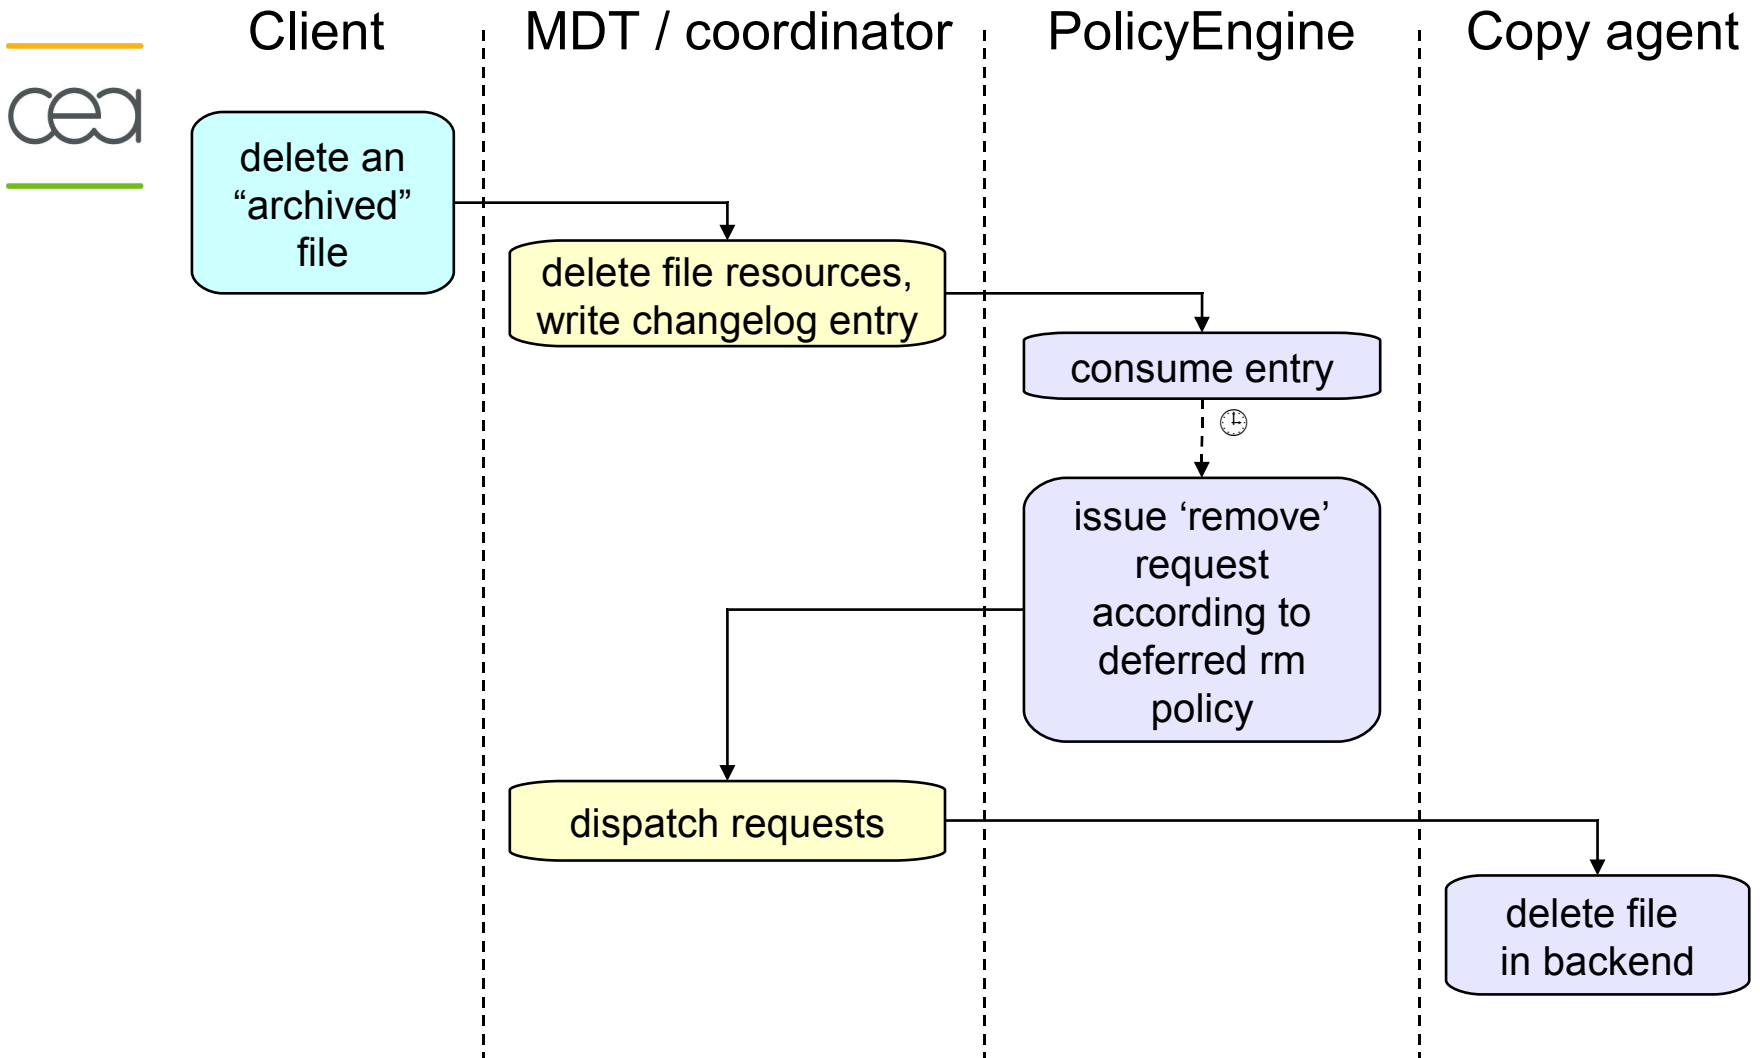 Client
MDT / coordinator
PolicyEngine
Copy agent
cea
delete an
“archived”
file
delete file resources,
write changelog entry
consume entry
issue ‘remove’
request
according to
deferred rm
policy
dispatch requests
delete file
in backend